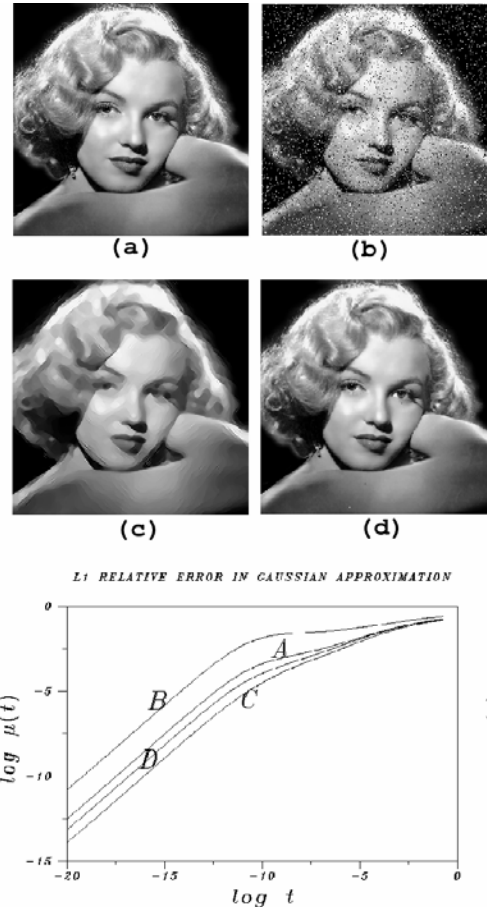 (a) (b)
(c) (d)
L1 RELATIVE ERROR IN GAUSSIAN APPROXIMATION
0
-5
-10
-15
log μ(t)
B
A
C
D
-20 -15 -10 -5 0
log t